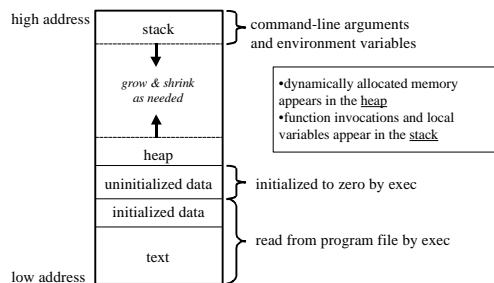 high address
stack
command-line arguments
and environment variables
grow & shrink
as needed
•dynamically allocated memory
appears in the heap
•function invocations and local
variables appear in the stack
heap
uninitialized data
initialized to zero by exec
initialized data
read from program file by exec
text
low address